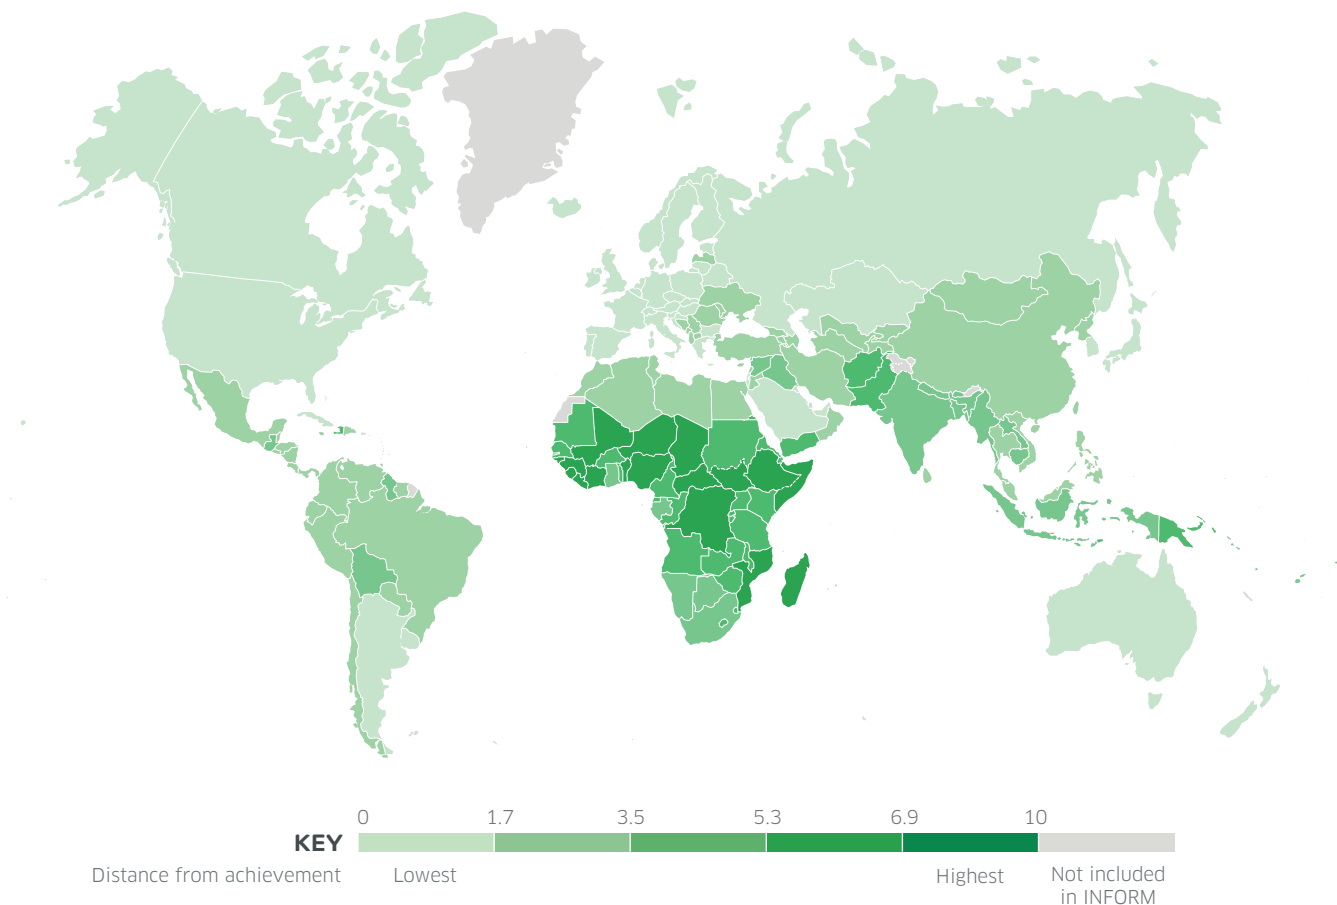 0 1.7 3.5 5.3 6.9 10
KEY
Distance from achievement Lowest Highest Not included
in INFORM